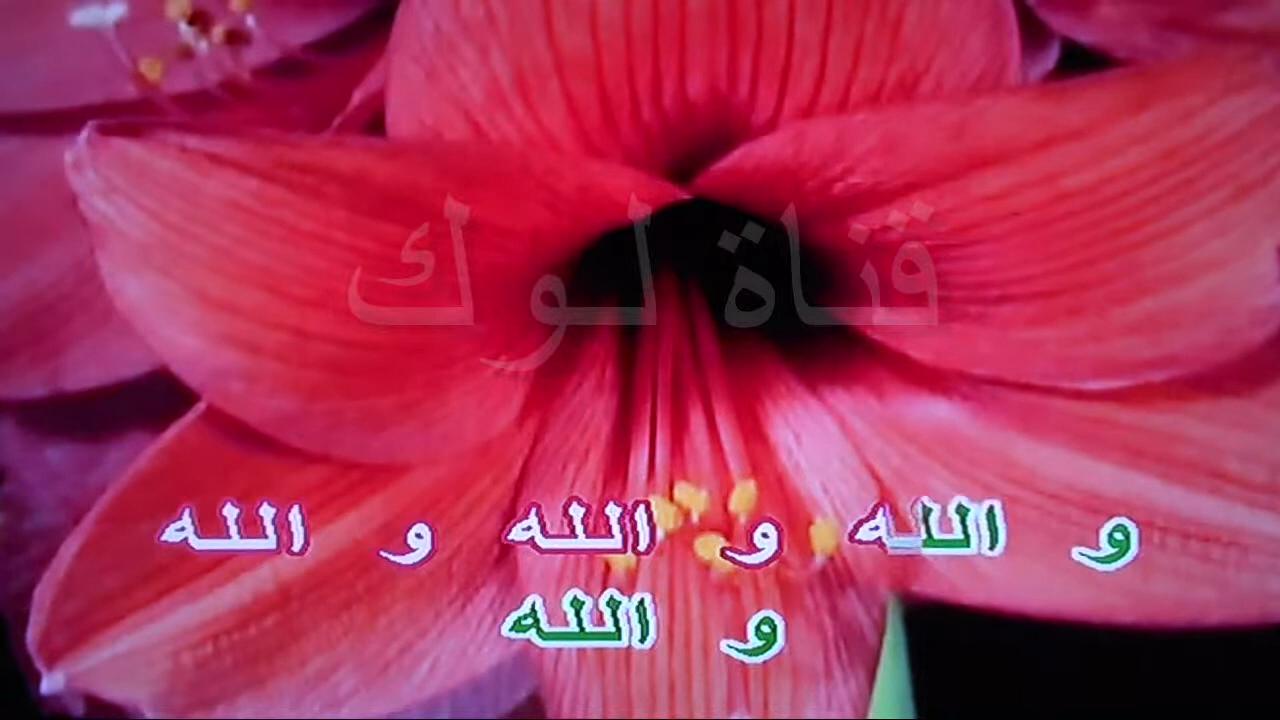 قناة لوك
و الله و الله و الله
و الله